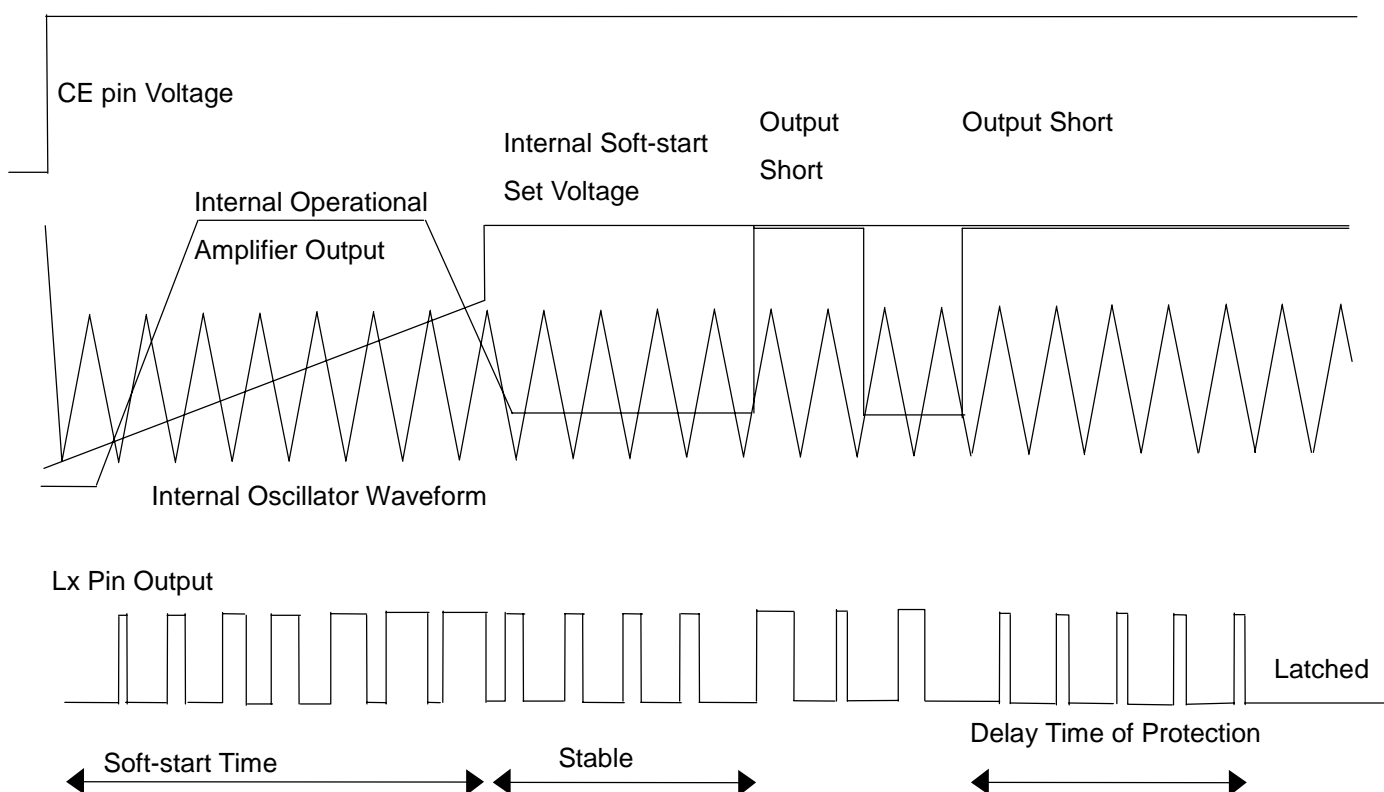 CE pin Voltage
Internal Soft-start
Set Voltage
Output
Short
Output Short
Internal Operational
Amplifier Output
Internal Oscillator Waveform
Lx Pin Output
Latched
Soft-start Time
Stable
Delay Time of Protection